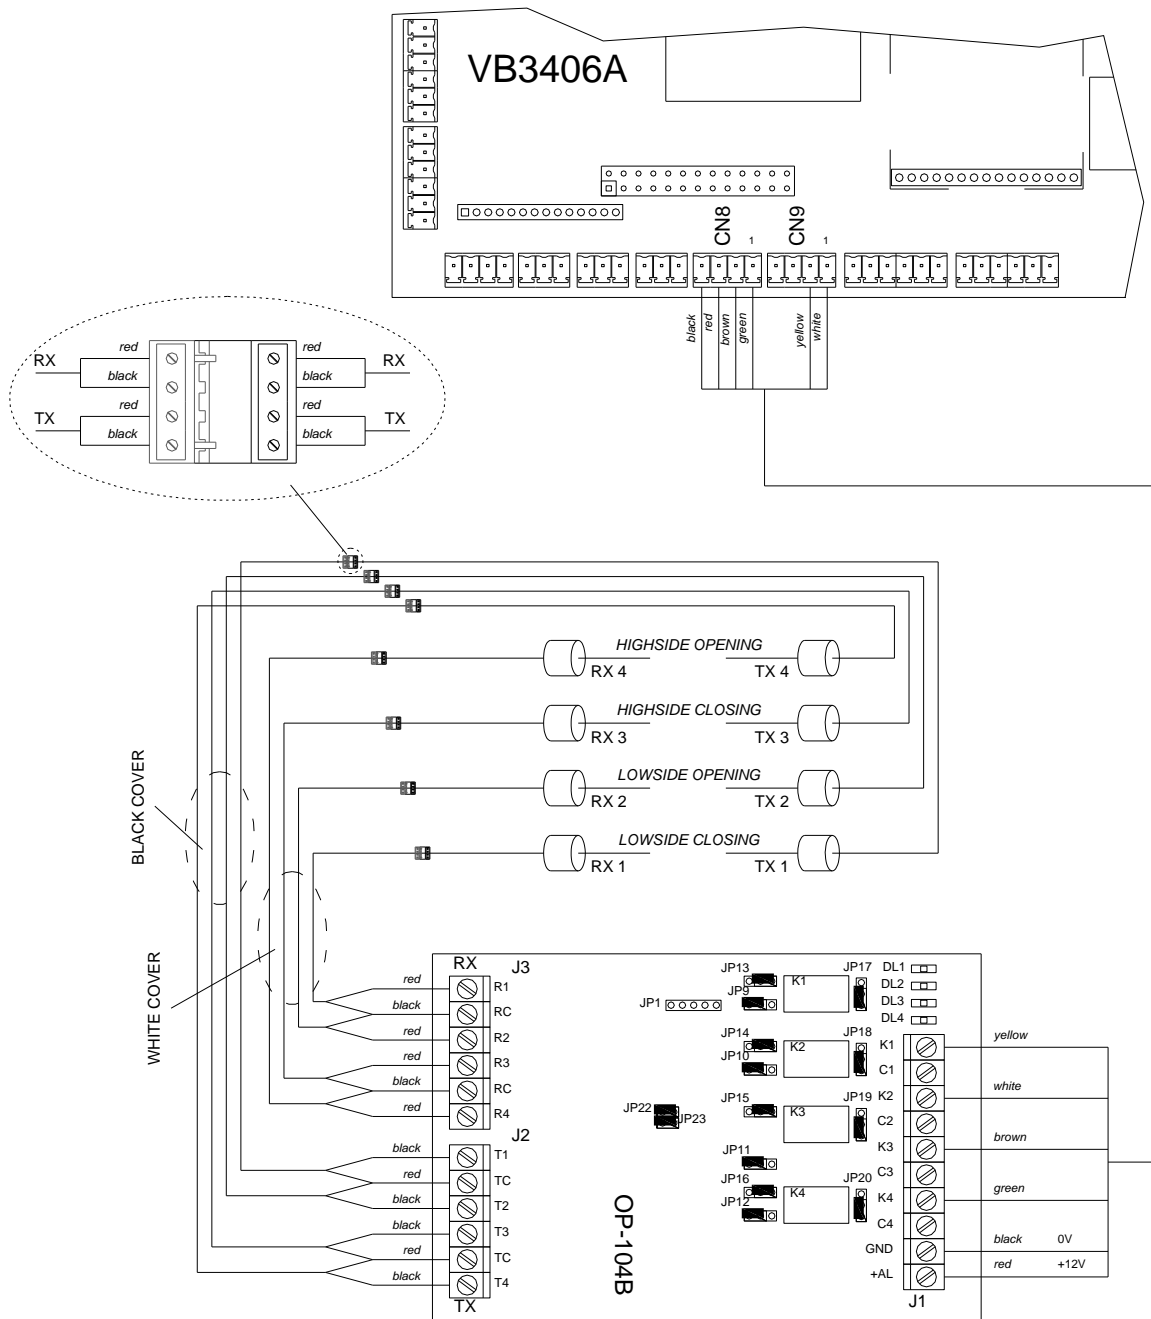 VB3406A
CN8
1
CN9
1
black
red
brown
green
yellow
white
red
RX
black
red
TX
black
red
RX
black
red
TX
black
HIGHSIDE OPENING
RX 4
TX 4
HIGHSIDE CLOSING
RX 3
TX 3
LOWSIDE OPENING
RX 2
TX 2
LOWSIDE CLOSING
RX 1
TX 1
BLACK COVER
WHITE COVER
RX
J3
red
R1
black
RC
red
R2
red
R3
black
RC
red
R4
J2
black
T1
red
TC
black
T2
black
T3
red
TC
black
T4
TX
OP-104B
JP1
JP22
JP23
JP13
K1
JP17
JP9
JP14
K2
JP18
JP10
JP15
K3
JP19
JP11
JP16
K4
JP20
JP12
DL1
DL2
DL3
DL4
K1
yellow
C1
K2
white
C2
K3
brown
C3
K4
green
C4
GND
black
0V
+AL
red
+12V
J1